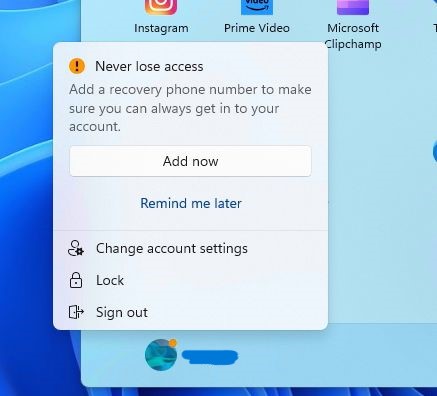 Instagram
Prime Video
Microsoft
Clipchamp
Never lose access
Add a recovery phone number to make
sure you can always get in to your
account.
Add now
Remind me later
Change account settings
Lock
Sign out